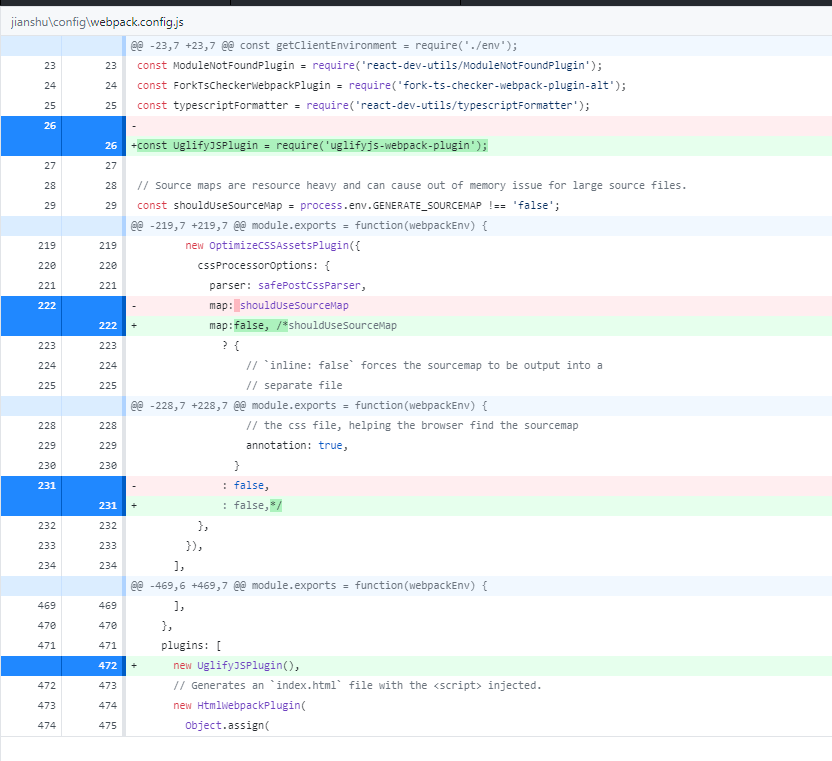 jianshu\config\webpack.config.js
@@ -23,7 +23,7 @@ const getClientEnvironment = require('./env');
23 23 const ModuleNotFoundPlugin = require('react-dev-utils/ModuleNotFoundPlugin');
24 24 const ForkTsCheckerWebpackPlugin = require('fork-ts-checker-webpack-plugin-alt');
25 25 const typescriptFormatter = require('react-dev-utils/typescriptFormatter');
26 -
26 +const UglifyJSPlugin = require('uglifyjs-webpack-plugin');
27 27
28 28 // Source maps are resource heavy and can cause out of memory issue for large source files.
29 29 const shouldUseSourceMap = process.env.GENERATE_SOURCEMAP !== 'false';
@@ -219,7 +219,7 @@ module.exports = function(webpackEnv) {
219 219 new OptimizeCSSAssetsPlugin({
220 220 cssProcessorOptions: {
221 221 parser: safePostCssParser,
222 - map: shouldUseSourceMap
222 + map:false, /*shouldUseSourceMap
223 223 ? {
224 224 // `inline: false` forces the sourcemap to be output into a
225 225 // separate file
@@ -228,7 +228,7 @@ module.exports = function(webpackEnv) {
228 228 // the css file, helping the browser find the sourcemap
229 229 annotation: true,
230 230 }
231 - : false,
231 + : false,*/
232 232 },
233 233 }),
234 234 ],
@@ -469,6 +469,7 @@ module.exports = function(webpackEnv) {
469 469 ],
470 470 },
471 471 plugins: [
472 + new UglifyJSPlugin(),
472 473 // Generates an `index.html` file with the <script> injected.
473 474 new HtmlWebpackPlugin(
474 475 Object.assign(